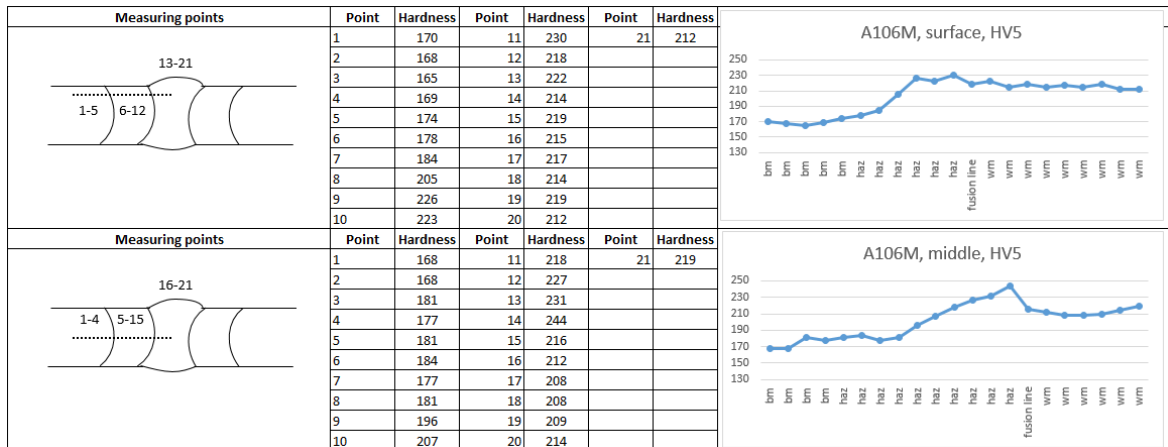 Measuring points Point Hardness Point Hardness Point Hardness
13-21
1-5 6-12
1 170 11 230 21 212
2 168 12 218
3 165 13 222
4 169 14 214
5 174 15 219
6 178 16 215
7 184 17 217
8 205 18 214
9 226 19 219
10 223 20 212
A106M, surface, HV5
250
230
210
190
170
150
130
bm bm bm bm bm haz haz haz haz haz haz fusion line wm wm wm wm wm wm wm wm wm
Measuring points Point Hardness Point Hardness Point Hardness
16-21
1-4 5-15
1 168 11 218 21 219
2 168 12 227
3 181 13 231
4 177 14 244
5 181 15 216
6 184 16 212
7 177 17 208
8 181 18 208
9 196 19 209
10 207 20 214
A106M, middle, HV5
250
230
210
190
170
150
130
bm bm bm bm haz haz haz haz haz haz haz haz haz haz fusion line wm wm wm wm wm wm